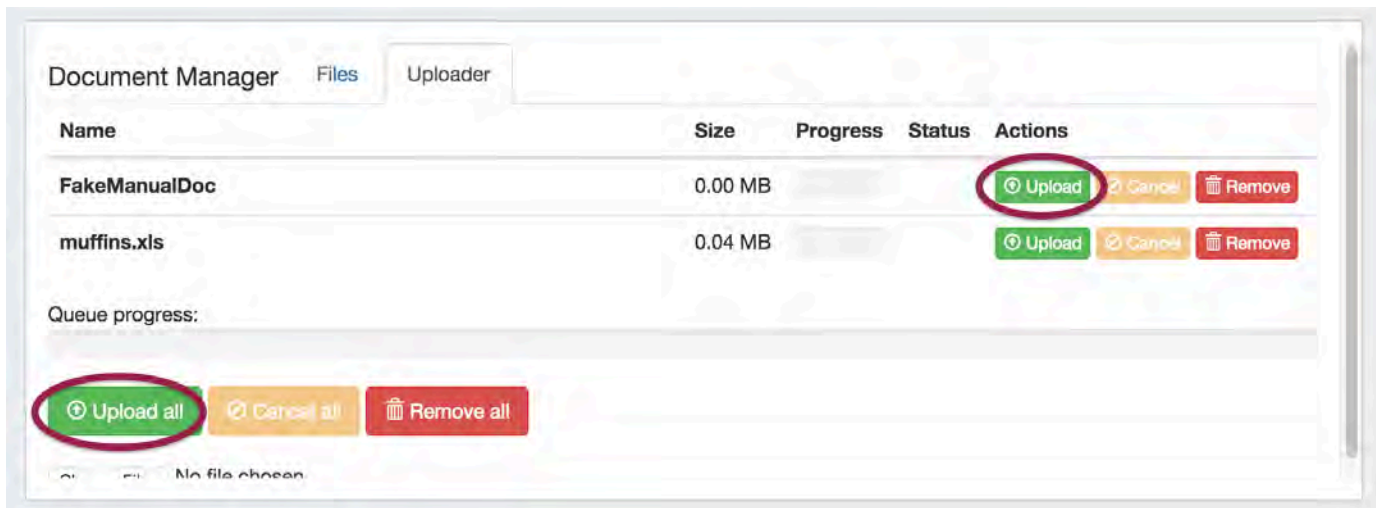 Document Manager Files Uploader
Name Size Progress Status Actions
FakeManualDoc 0.00 MB Upload Cancel Remove
muffins.xls 0.04 MB Upload Cancel Remove
Queue progress:
Upload all Cancel all Remove all
No file chosen